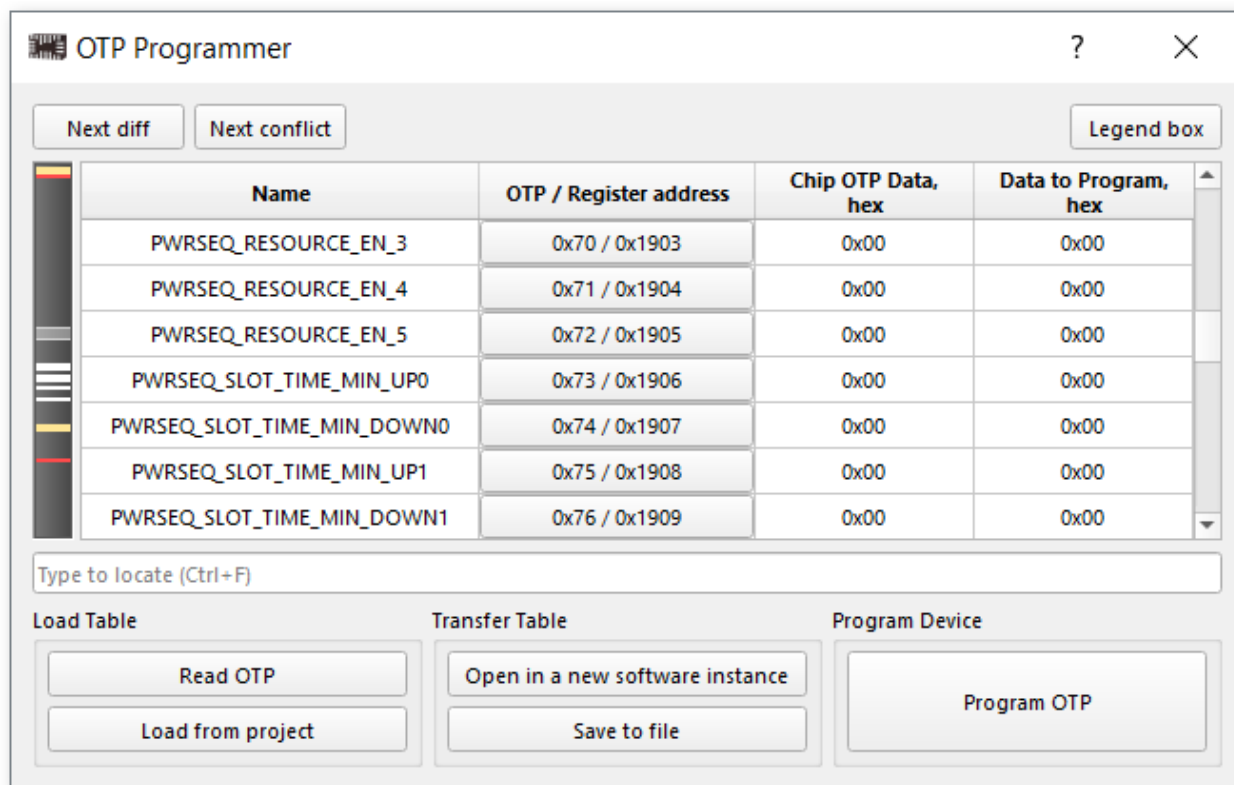 OTP Programmer ?
Next diff Next conflict Legend box
Name OTP / Register address Chip OTP Data, hex Data to Program, hex
PWRSEQ_RESOURCE_EN_3 0x70 / 0x1903 0x00 0x00
PWRSEQ_RESOURCE_EN_4 0x71 / 0x1904 0x00 0x00
PWRSEQ_RESOURCE_EN_5 0x72 / 0x1905 0x00 0x00
PWRSEQ_SLOT_TIME_MIN_UP0 0x73 / 0x1906 0x00 0x00
PWRSEQ_SLOT_TIME_MIN_DOWN0 0x74 / 0x1907 0x00 0x00
PWRSEQ_SLOT_TIME_MIN_UP1 0x75 / 0x1908 0x00 0x00
PWRSEQ_SLOT_TIME_MIN_DOWN1 0x76 / 0x1909 0x00 0x00
Type to locate (Ctrl+F)
Load Table Transfer Table Program Device
Read OTP Open in a new software instance Program OTP
Load from project Save to file